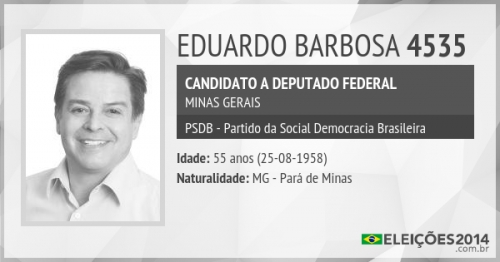 EDUARDO BARBOSA 4535
CANDIDATO A DEPUTADO FEDERAL
MINAS GERAIS
PSDB - Partido da Social Democracia Brasileira
Idade: 55 anos (25-08-1958)
Naturalidade: MG - Pará de Minas
ELEIÇÕES2014
.com.br